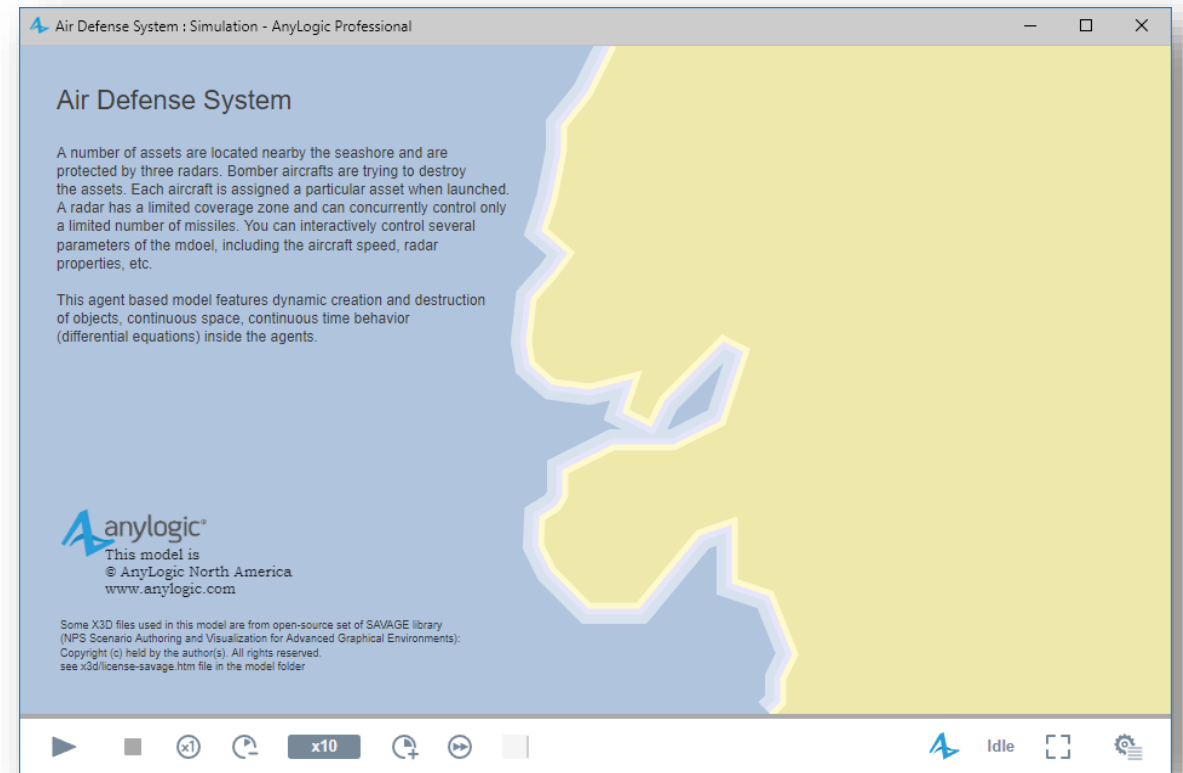 Air Defense System : Simulation - AnyLogic Professional
Air Defense System
A number of assets are located nearby the seashore and are
protected by three radars. Bomber aircrafts are trying to destroy
the assets. Each aircraft is assigned a particular asset when launched.
A radar has a limited coverage zone and can concurrently control only
a limited number of missiles. You can interactively control several
parameters of the mdoel, including the aircraft speed, radar
properties, etc.
This agent based model features dynamic creation and destruction
of objects, continuous space, continuous time behavior
(differential equations) inside the agents.
anylogic®
This model is
© AnyLogic North America
www.anylogic.com
Some X3D files used in this model are from open-source set of SAVAGE library
(NPS Scenario Authoring and Visualization for Advanced Graphical Environments):
Copyright (c) held by the author(s). All rights reserved.
see x3d/license-savage.htm file in the model folder
x1 x10 Idle